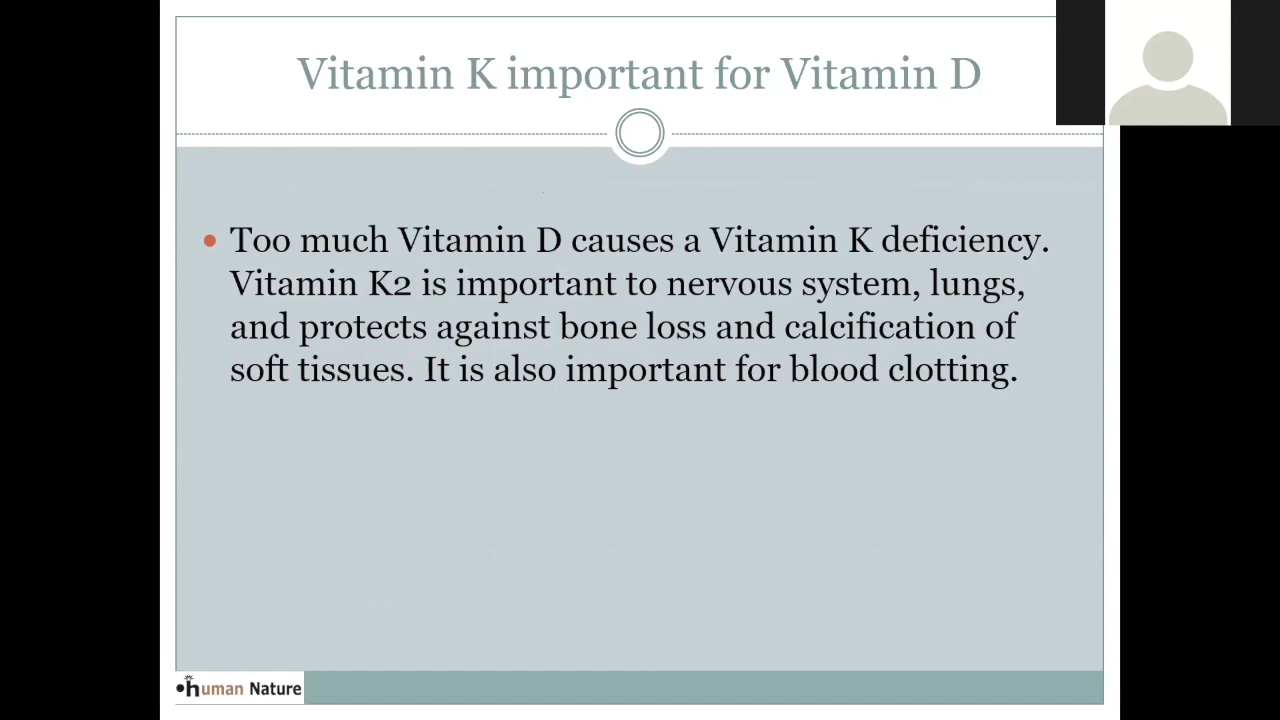 Vitamin K important for Vitamin D
Too much Vitamin D causes a Vitamin K deficiency.
Vitamin K2 is important to nervous system, lungs,
and protects against bone loss and calcification of
soft tissues. It is also important for blood clotting.
human Nature